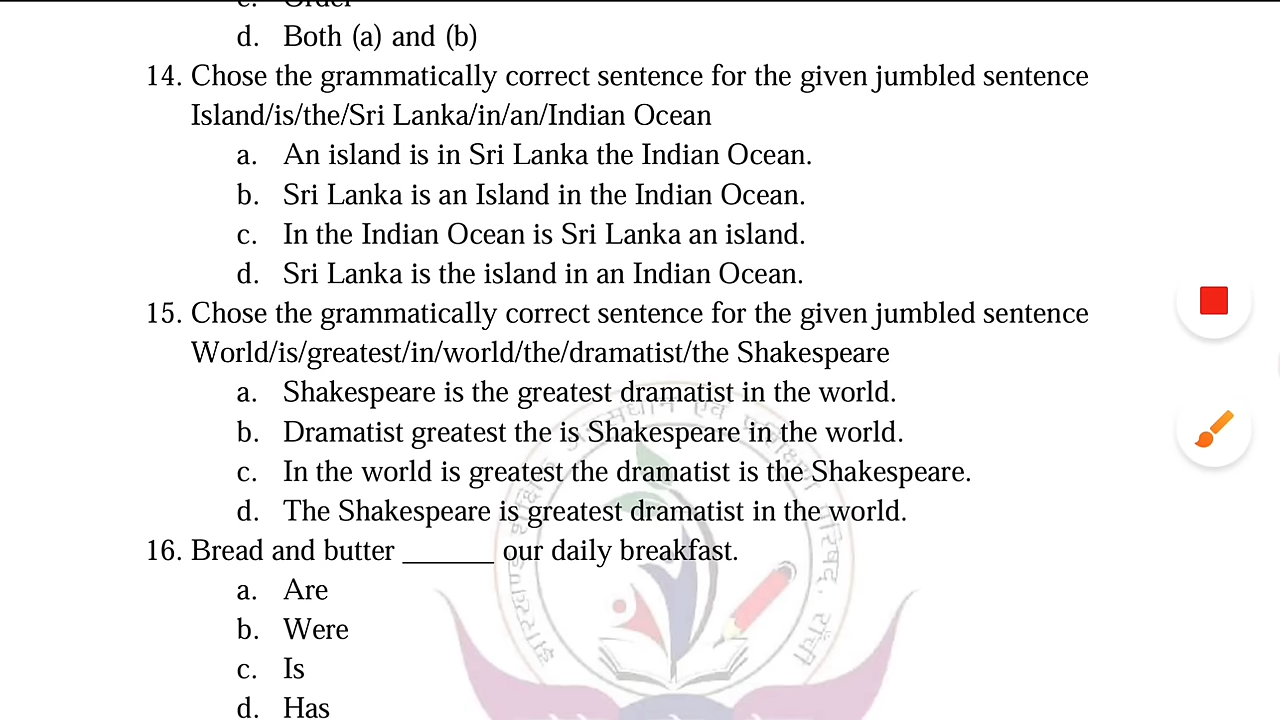 d. Both (a) and (b)
14. Chose the grammatically correct sentence for the given jumbled sentence
Island/is/the/Sri Lanka/in/an/Indian Ocean
a. An island is in Sri Lanka the Indian Ocean.
b. Sri Lanka is an Island in the Indian Ocean.
c. In the Indian Ocean is Sri Lanka an island.
d. Sri Lanka is the island in an Indian Ocean.
15. Chose the grammatically correct sentence for the given jumbled sentence
World/is/greatest/in/world/the/dramatist/the Shakespeare
a. Shakespeare is the greatest dramatist in the world.
b. Dramatist greatest the is Shakespeare in the world.
c. In the world is greatest the dramatist is the Shakespeare.
d. The Shakespeare is greatest dramatist in the world.
16. Bread and butter ______ our daily breakfast.
a. Are
b. Were
c. Is
d. Has